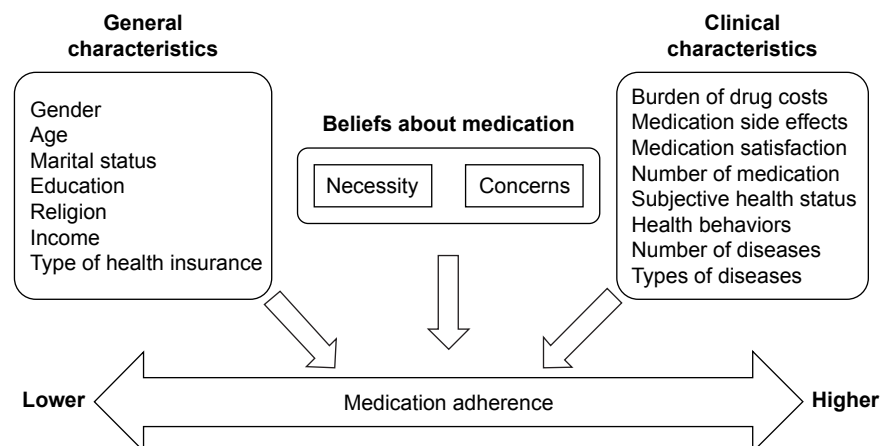 General
characteristics
Gender
Age
Marital status
Education
Religion
Income
Type of health insurance
Beliefs about medication
Necessity
Concerns
Clinical
characteristics
Burden of drug costs
Medication side effects
Medication satisfaction
Number of medication
Subjective health status
Health behaviors
Number of diseases
Types of diseases
Lower
Medication adherence
Higher